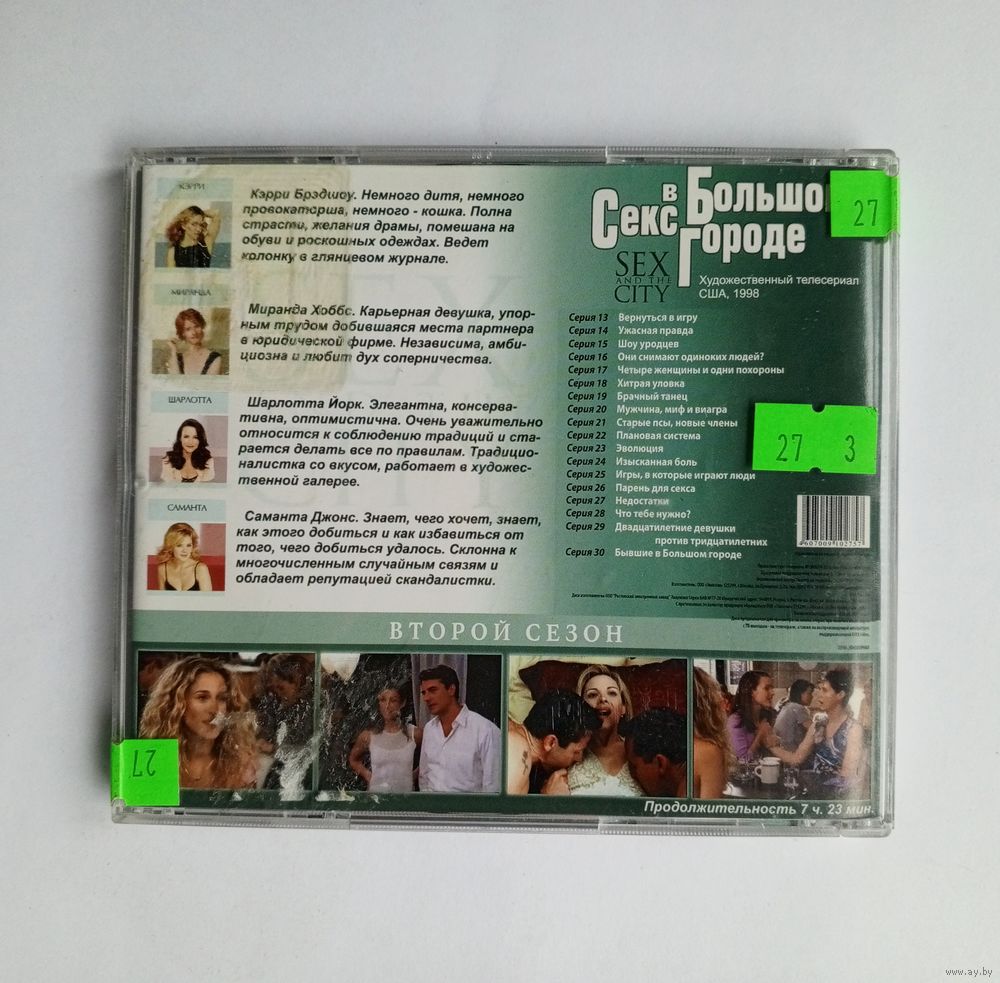 КЭРРИ
Кэрри Брэдшоу. Немного дитя, немного
провокаторша, немного - кошка. Полна
страсти, желания драмы, помешана на
обуви и роскошных одеждах. Ведет
колонку в глянцевом журнале.
МИРАНДА
Миранда Хоббс. Карьерная девушка, упор-
ным трудом добившаяся места партнера
в юридической фирме. Независима, амби-
циозна и любит дух соперничества.
ШАРЛОТТА
Шарлотта Йорк. Элегантна, консерва-
тивна, оптимистична. Очень уважительно
относится к соблюдению традиций и ста-
рается делать все по правилам. Традицио-
налистка со вкусом, работает в художес-
твенной галерее.
САМАНТА
Саманта Джонс. Знает, чего хочет, знает,
как этого добиться и как избавиться от
того, чего добиться удалось. Склонна к
многочисленным случайным связям и
обладает репутацией скандалистки.
Секс в Большо
Городе
SEX
AND THE
CITY
Художественный телесериал
США, 1998
27
Серия 13 Вернуться в игру
Серия 14 Ужасная правда
Серия 15 Шоу уродцев
Серия 16 Они снимают одиноких людей?
Серия 17 Четыре женщины и одни похороны
Серия 18 Хитрая уловка
Серия 19 Брачный танец
Серия 20 Мужчина, миф и виагра
Серия 21 Старые псы, новые члены
Серия 22 Плановая система
Серия 23 Эволюция
Серия 24 Изысканная боль
Серия 25 Игры, в которые играют люди
Серия 26 Парень для секса
Серия 27 Недостатки
Серия 28 Что тебе нужно?
Серия 29 Двадцатилетние девушки
против тридцатилетних
Серия 30 Бывшие в Большом городе
27 3
4607009102757
ВТОРОЙ СЕЗОН
27
Продолжительность 7 ч. 23 мин.
www.ay.by